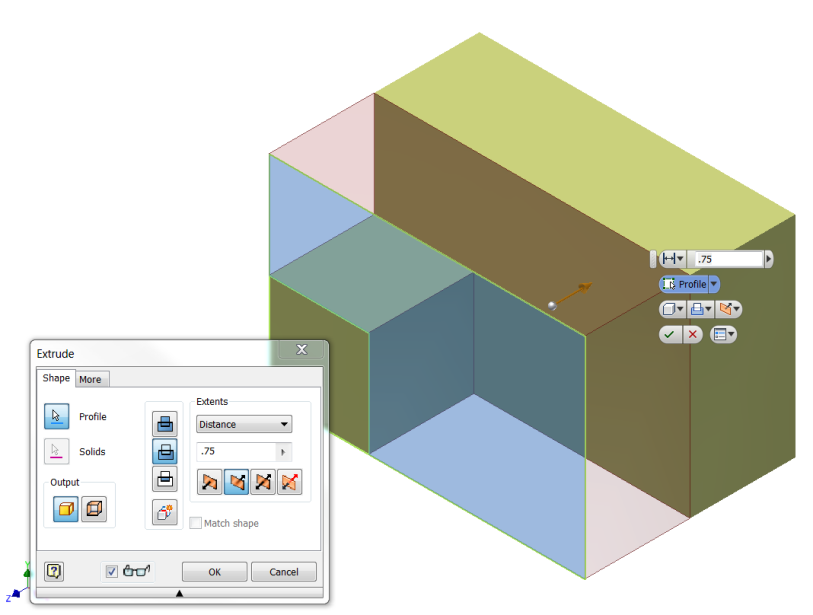 .75
Profile
Extrude
X
Shape More
Extents
Profile
Distance
Solids
.75
Output
Match shape
?
OK Cancel
Y
Z